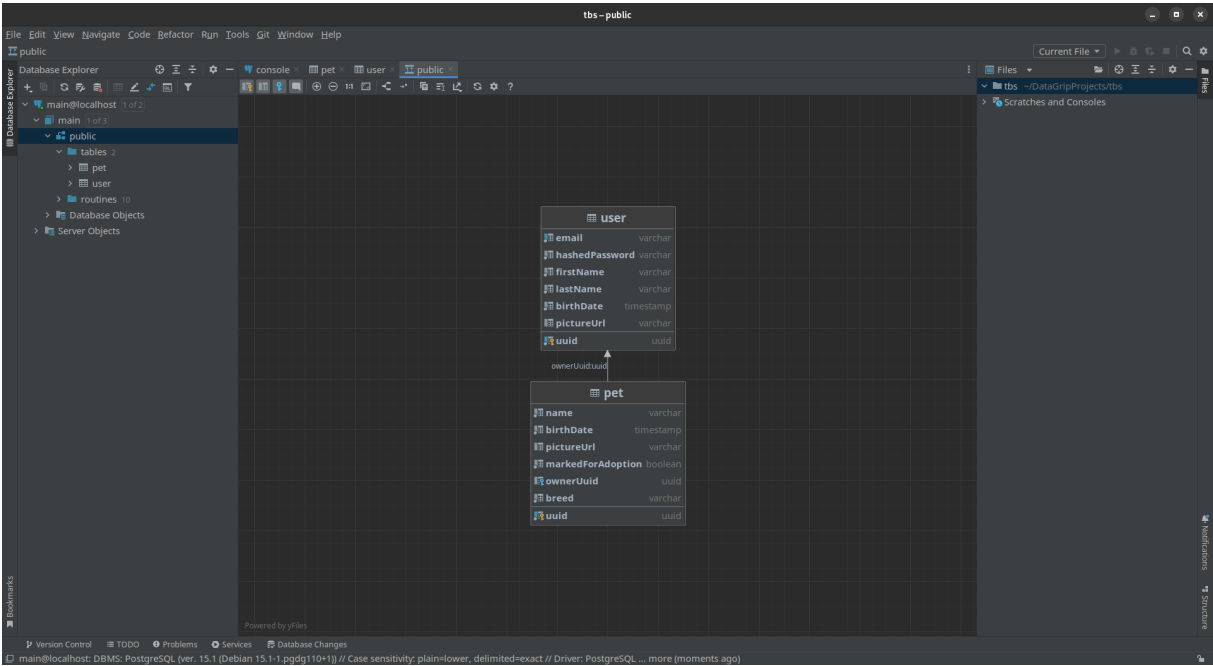 tbs – public
File Edit View Navigate Code Refactor Run Tools Git Window Help
public
Current File
Database Explorer
console
pet
user
public
Files
main@localhost 1 of 2
main 1 of 3
public
tables 2
pet
user
routines 10
Database Objects
Server Objects
tbs ~/DataGripProjects/tbs
Scratches and Consoles
1:1
?
user
email varchar
hashedPassword varchar
firstName varchar
lastName varchar
birthDate timestamp
pictureUrl varchar
uuid uuid
ownerUuid:uuid
pet
name varchar
birthDate timestamp
pictureUrl varchar
markedForAdoption boolean
ownerUuid uuid
breed varchar
uuid uuid
Powered by yFiles
Database Explorer
Bookmarks
Files
Notifications
Structure
Version Control TODO Problems Services Database Changes
main@localhost: DBMS: PostgreSQL (ver. 15.1 (Debian 15.1-1.pgdg110+1)) // Case sensitivity: plain=lower, delimited=exact // Driver: PostgreSQL ... more (moments ago)